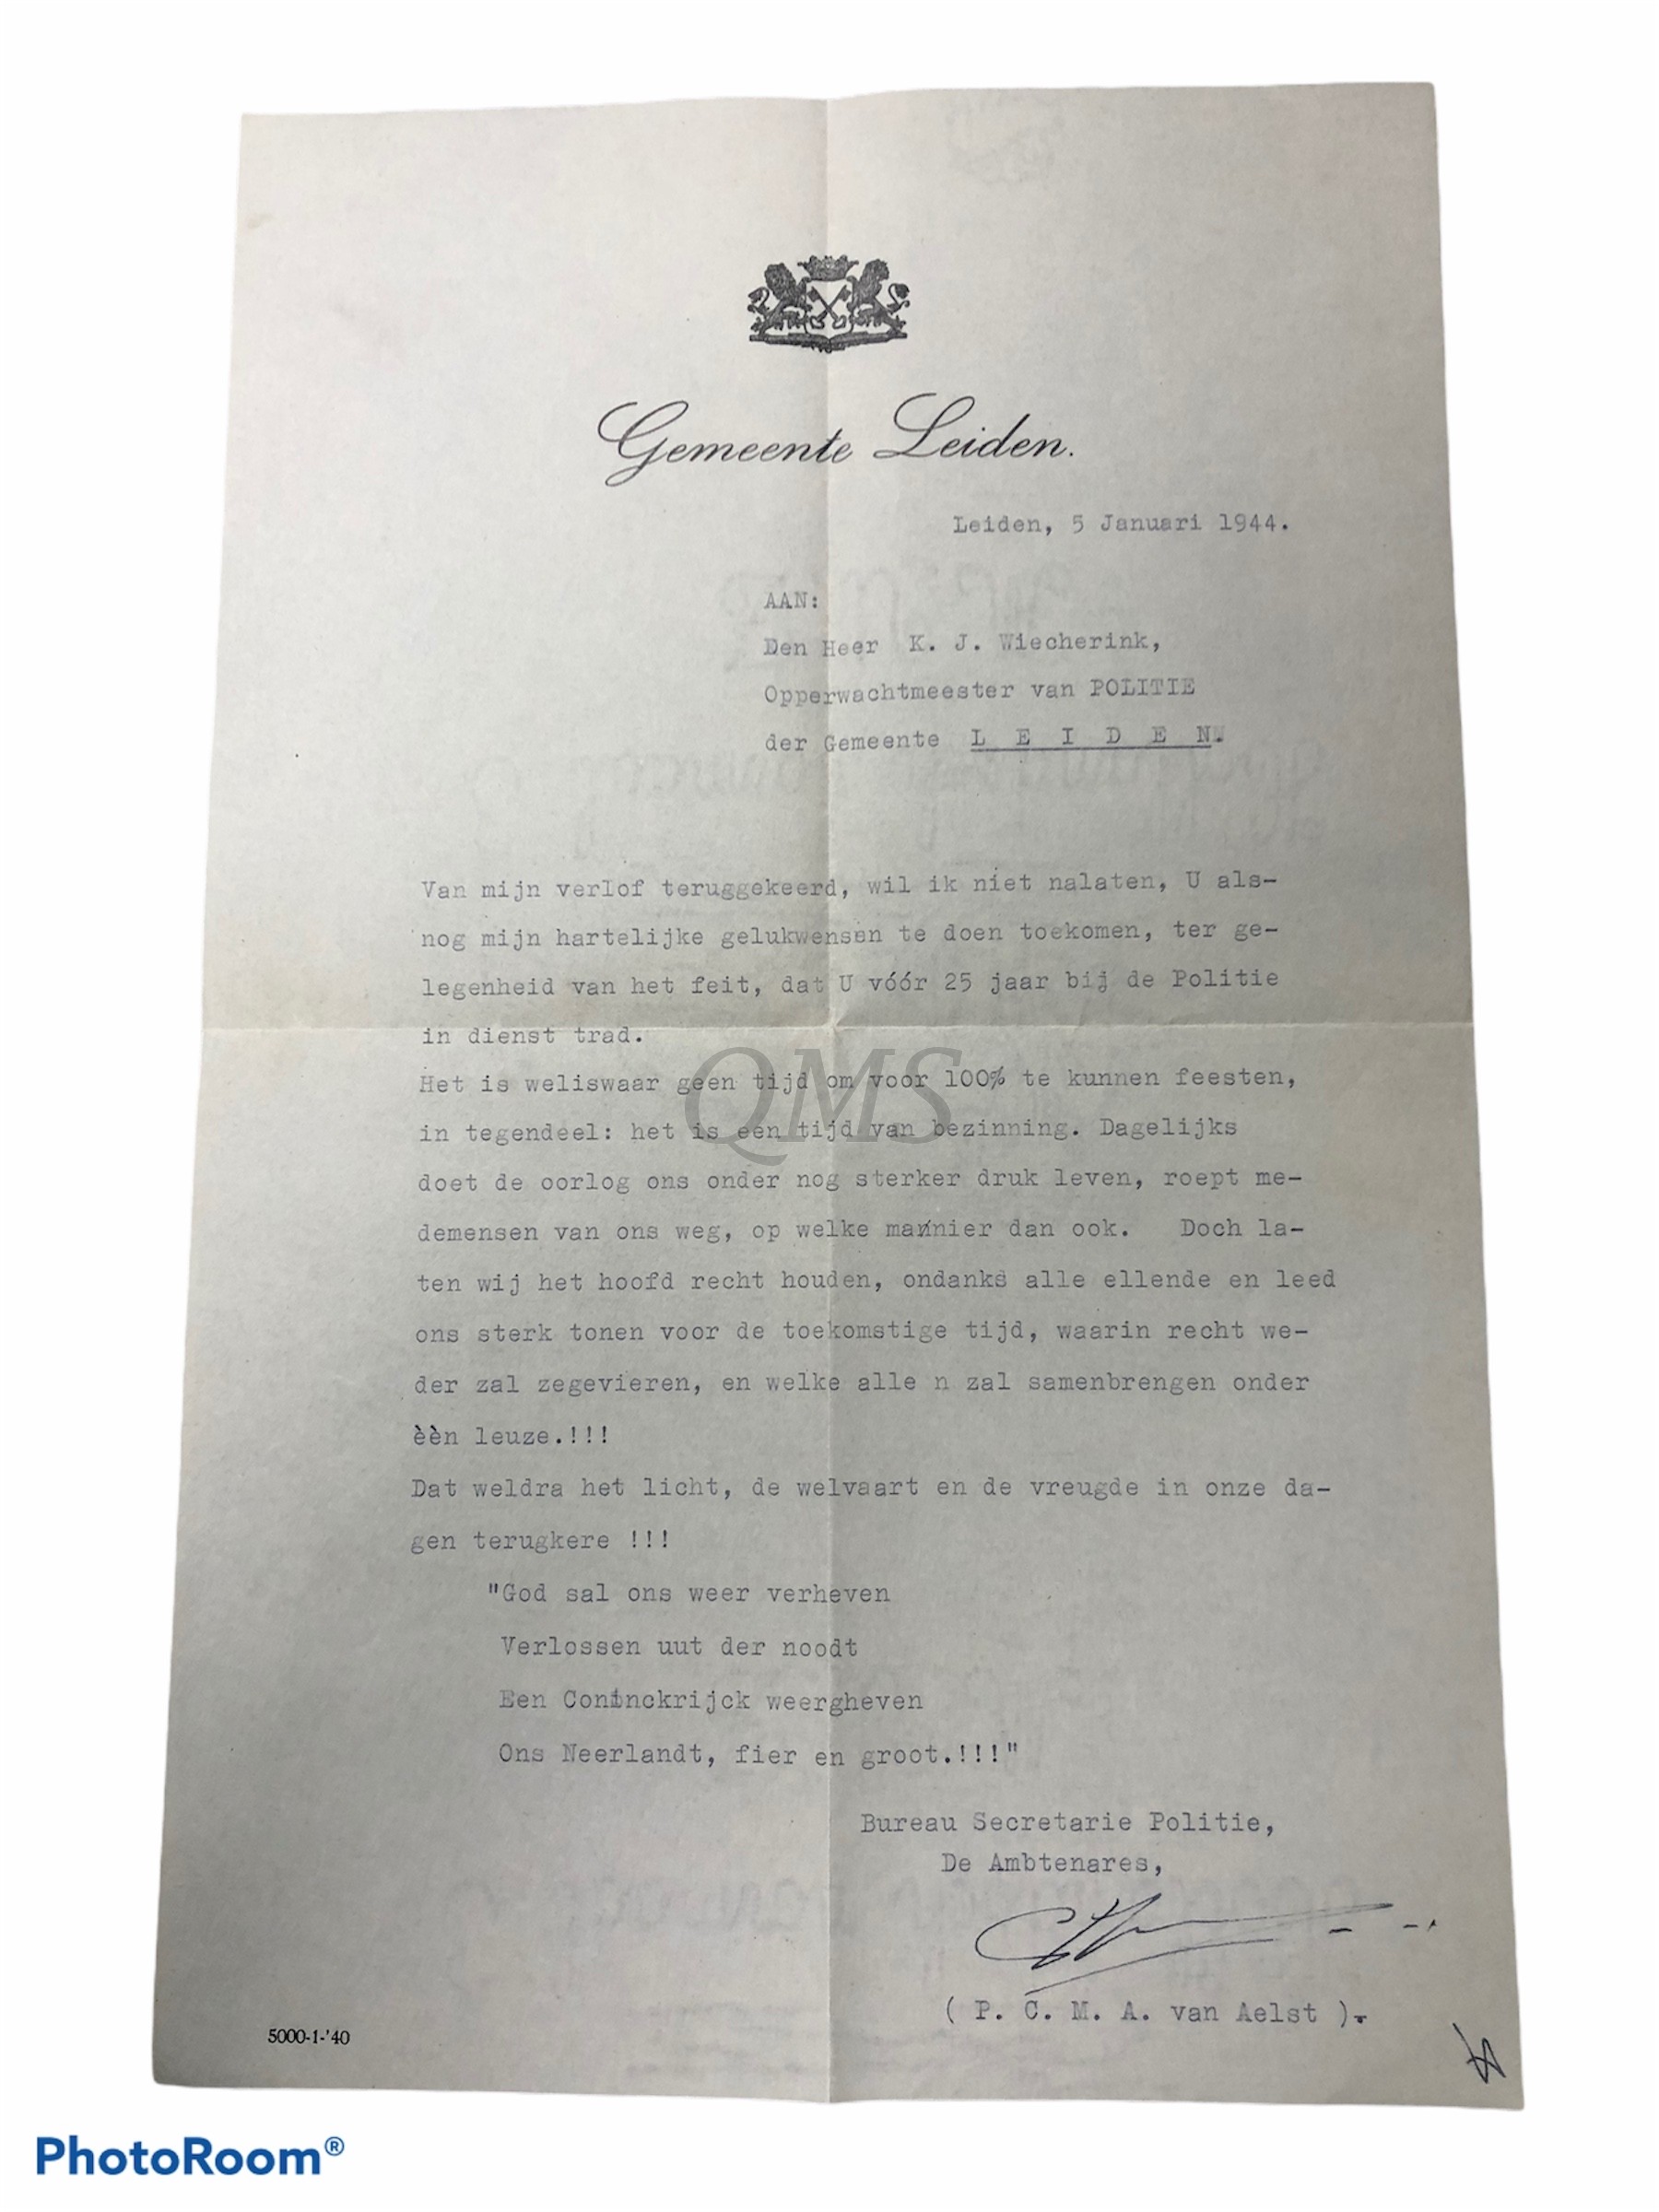 Gemeente Leiden.
Leiden, 5 Januari 1944.
AAN:
Den Heer K. J. Wiecherink,
Opperwachtmeester van POLITIE
der Gemeente L E I D E N.
Van mijn verlof teruggekeerd, wil ik niet nalaten, U als-
nog mijn hartelijke gelukwensen te doen toekomen, ter ge-
legenheid van het feit, dat U vóór 25 jaar bij de Politie
in dienst trad.
Het is weliswaar geen tijd om voor 100% te kunnen feesten,
in tegendeel: het is een tijd van bezinning. Dagelijks
QMS
doet de oorlog ons onder nog sterker druk leven, roept me-
demensen van ons weg, op welke mannier dan ook. Doch la-
ten wij het hoofd recht houden, ondanks alle ellende en leed
ons sterk tonen voor de toekomstige tijd, waarin recht we-
der zal zegevieren, en welke alle n zal samenbrengen onder
èèn leuze.!!!
Dat weldra het licht, de welvaart en de vreugde in onze da-
gen terugkere !!!
"God sal ons weer verheven
Verlossen uut der noodt
Een Coninckrijck weergheven
Ons Neerlandt, fier en groot.!!!"
Bureau Secretarie Politie,
De Ambtenares,
( P. C. M. A. van Aelst ).
5000-1-'40
PhotoRoom®